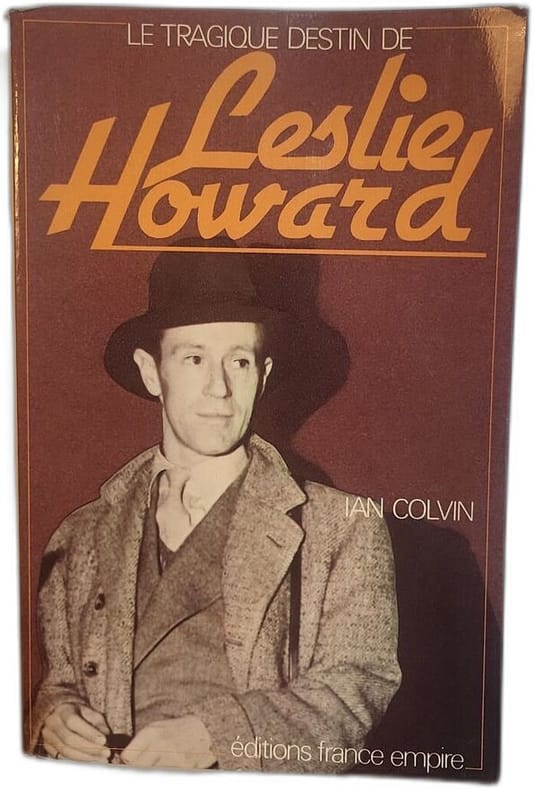 LE TRAGIQUE DESTIN DE
Leslie
Howard
IAN COLVIN
éditions france empire